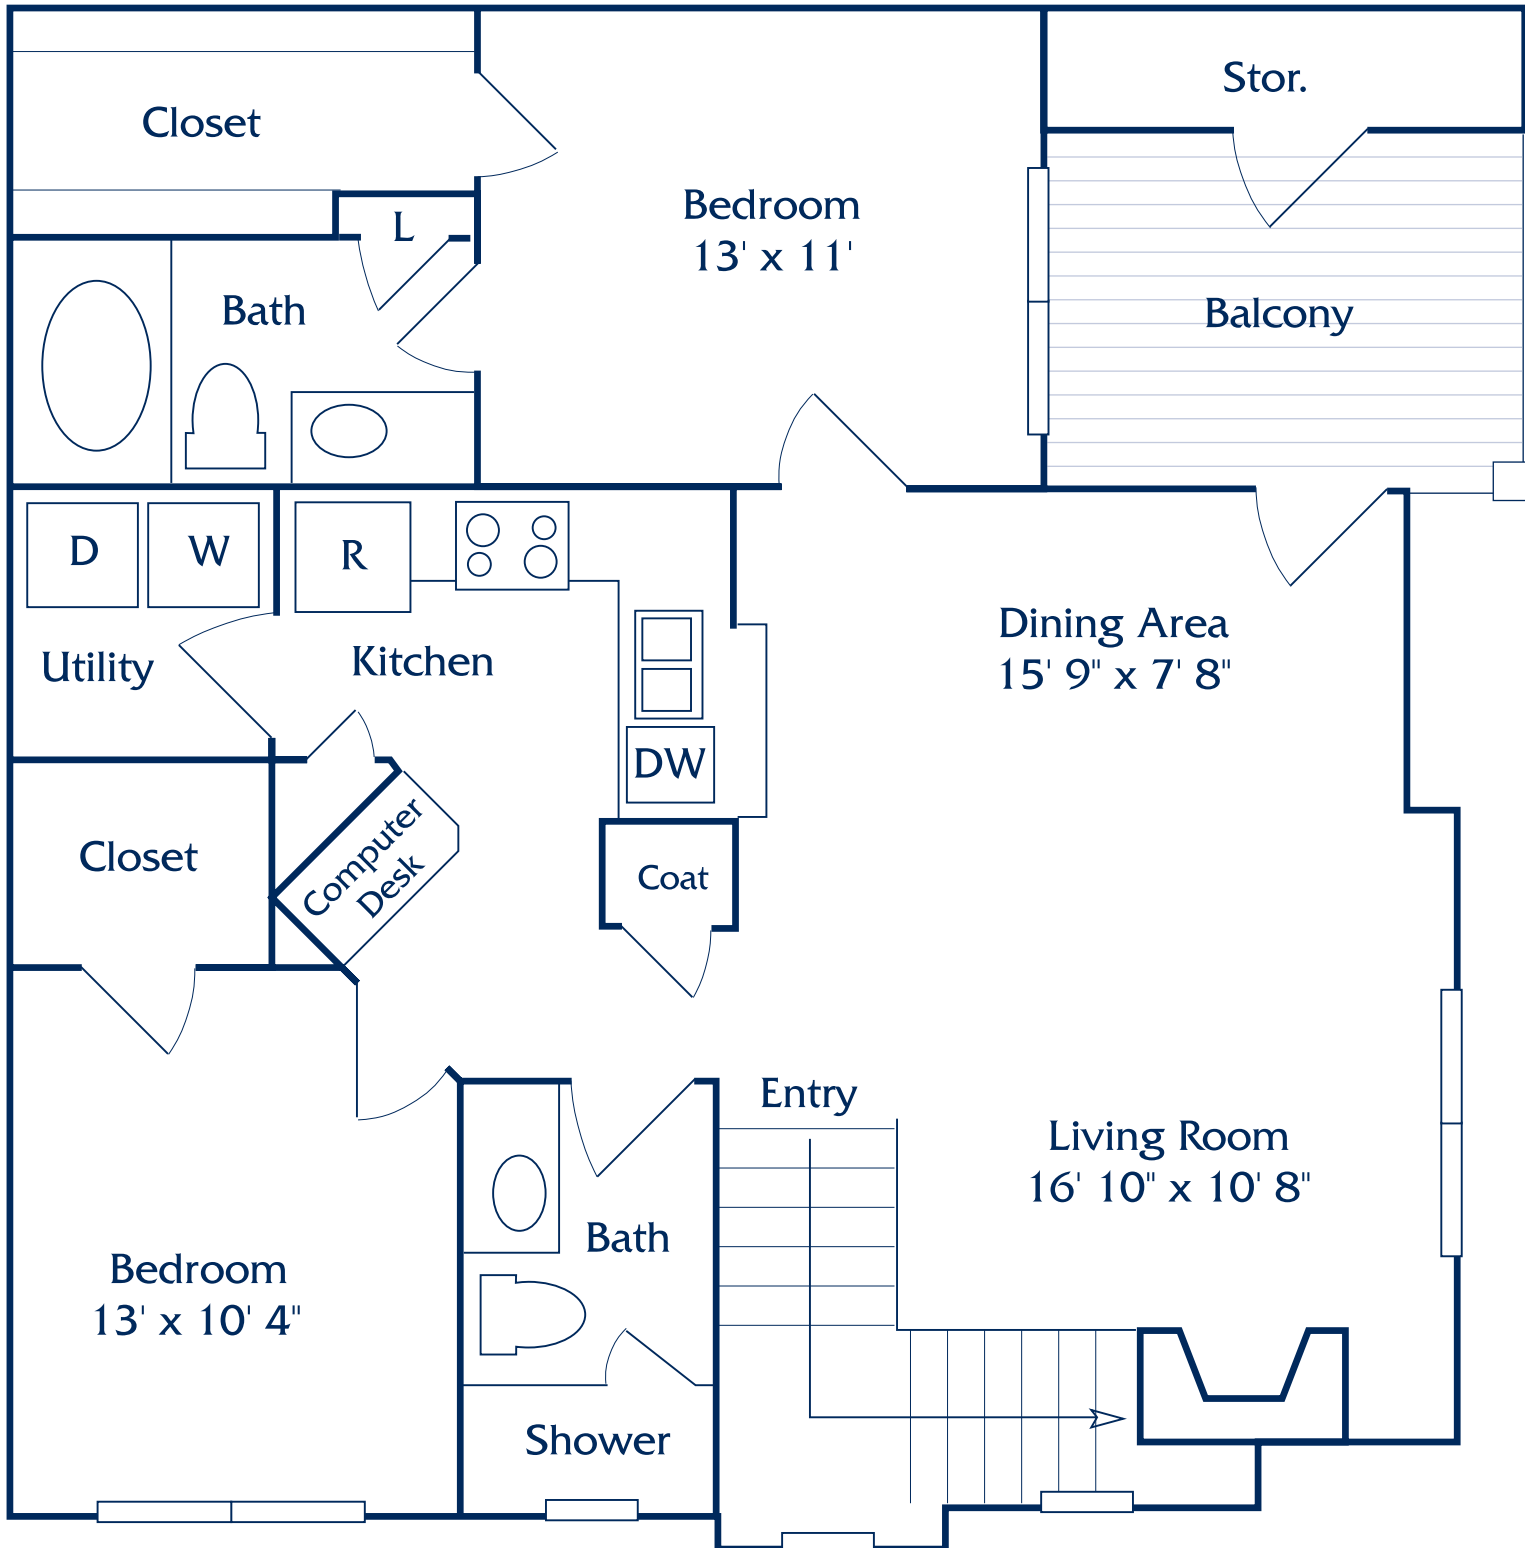 Closet
Stor.
L
Bedroom
13' x 11'
Bath
Balcony
D
W
R
Utility
Kitchen
Dining Area
15' 9" x 7' 8"
DW
Closet
Computer
Desk
Coat
Entry
Living Room
16' 10" x 10' 8"
Bath
Bedroom
13' x 10' 4"
Shower